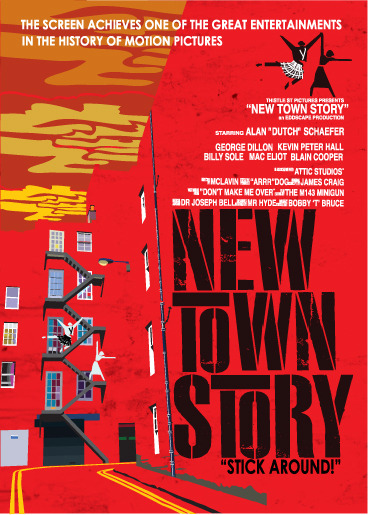 THE SCREEN ACHIEVES ONE OF THE GREAT ENTERTAINMENTS
IN THE HISTORY OF MOTION PICTURES
THISTLE ST PICTURES PRESENTS
"NEW TOWN STORY"
an EDDSCAPE PRODUCTION
STARRING ALAN "DUTCH" SCHAEFER
GEORGE DILLON KEVIN PETER HALL
BILLY SOLE MAC ELIOT BLAIN COOPER
ATTIC STUDIOS'
MCLAVIN "ARRR"DOG JAMES CRAIG
"DON'T MAKE ME OVER" THE M143 MINIGUN
DR JOSEPH BELL MR HYDE BOBBY 'T' BRUCE
NEW
TOWN
STORY
"STICK AROUND!"